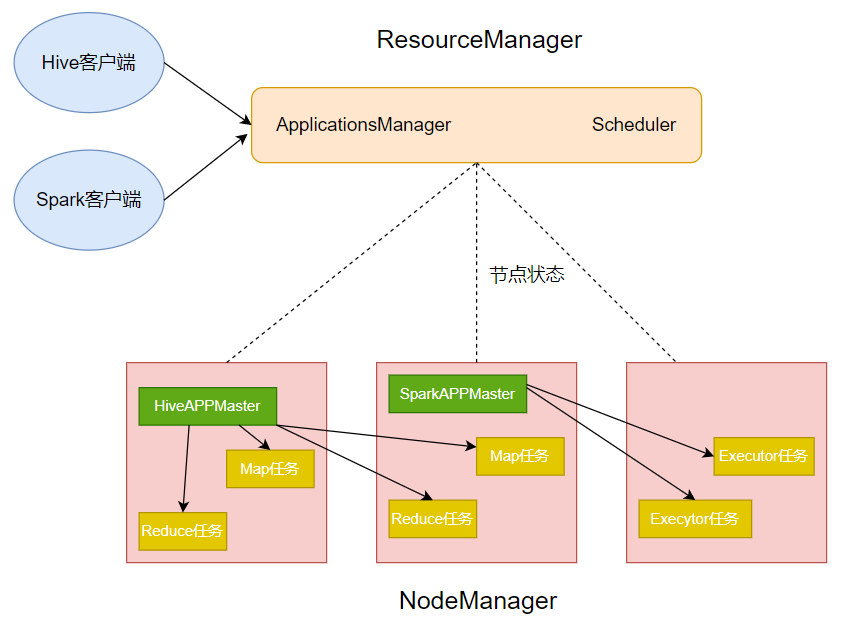 ResourceManager
Hive客户端
ApplicationsManager
Scheduler
Spark客户端
节点状态
HiveAPPMaster
Map任务
Reduce任务
SparkAPPMaster
Map任务
Reduce任务
Executor任务
Execytor任务
NodeManager